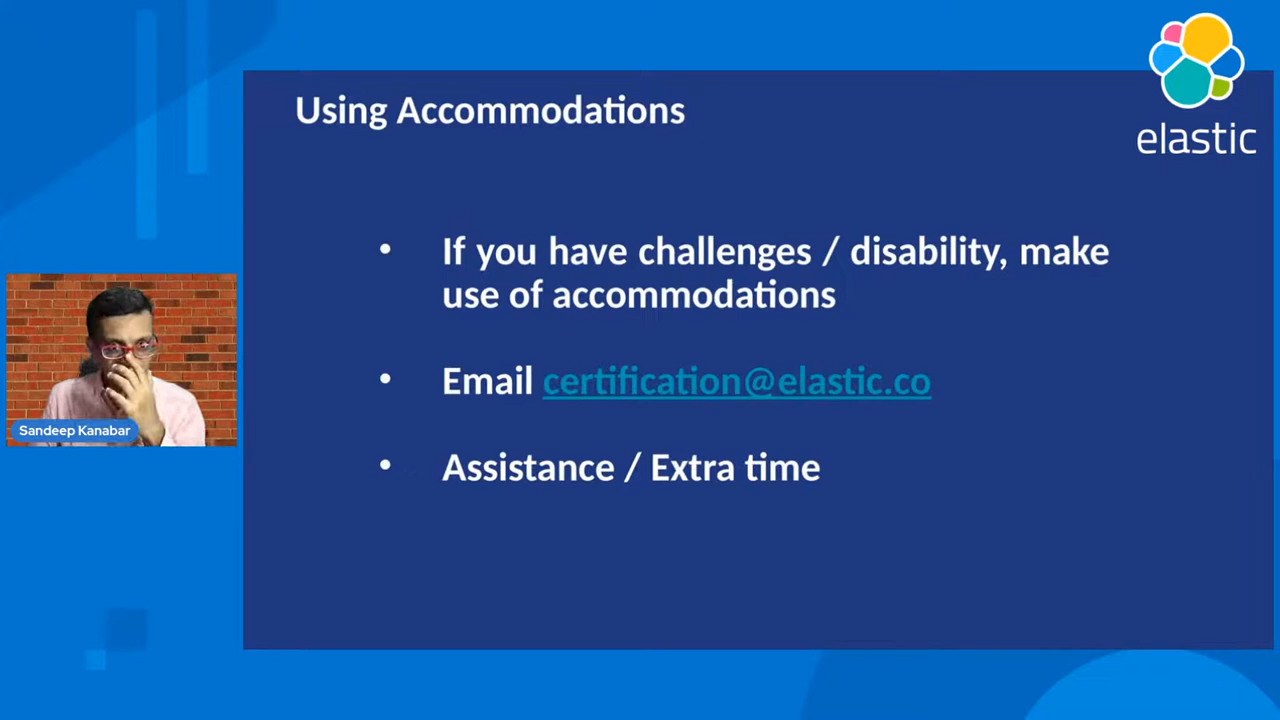 elastic
Using Accommodations
• If you have challenges / disability, make
use of accommodations
• Email certification@elastic.co
• Assistance / Extra time
Sandeep Kanabar